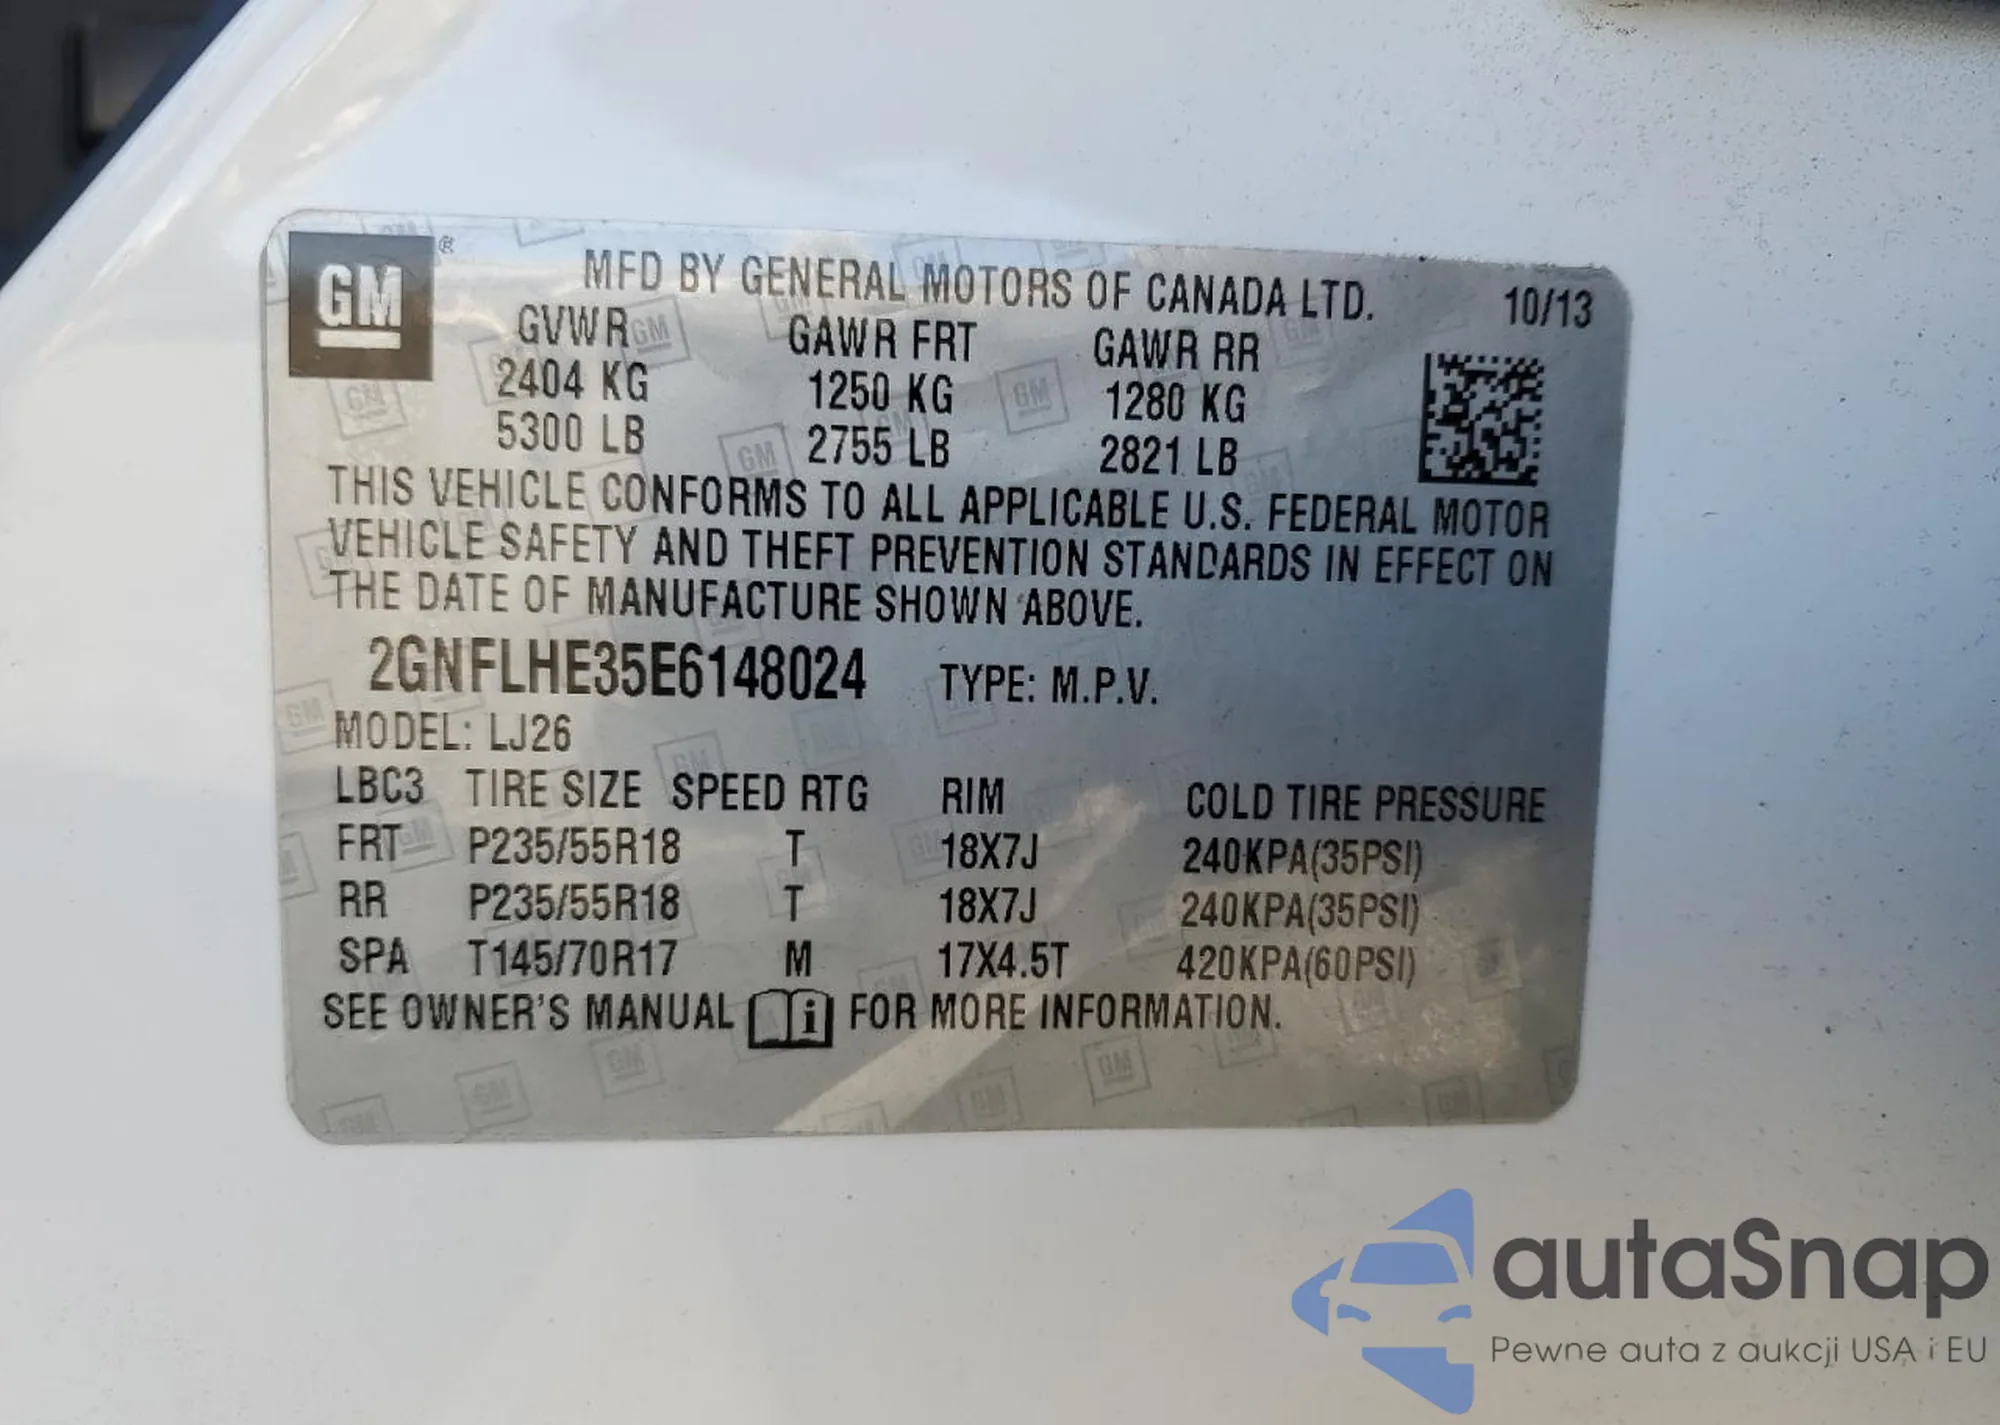 GM ®
MFD BY GENERAL MOTORS OF CANADA LTD. 10/13
GVWR GAWR FRT GAWR RR
2404 KG 1250 KG 1280 KG
5300 LB 2755 LB 2821 LB
THIS VEHICLE CONFORMS TO ALL APPLICABLE U.S. FEDERAL MOTOR
VEHICLE SAFETY AND THEFT PREVENTION STANDARDS IN EFFECT ON
THE DATE OF MANUFACTURE SHOWN ABOVE.
2GNFLHE35E6148024 TYPE: M.P.V.
MODEL: LJ26
LBC3 TIRE SIZE SPEED RTG RIM COLD TIRE PRESSURE
FRT P235/55R18 T 18X7J 240KPA(35PSI)
RR P235/55R18 T 18X7J 240KPA(35PSI)
SPA T145/70R17 M 17X4.5T 420KPA(60PSI)
SEE OWNER'S MANUAL i FOR MORE INFORMATION.
autaSnap
Pewne auta z aukcji USA i EU